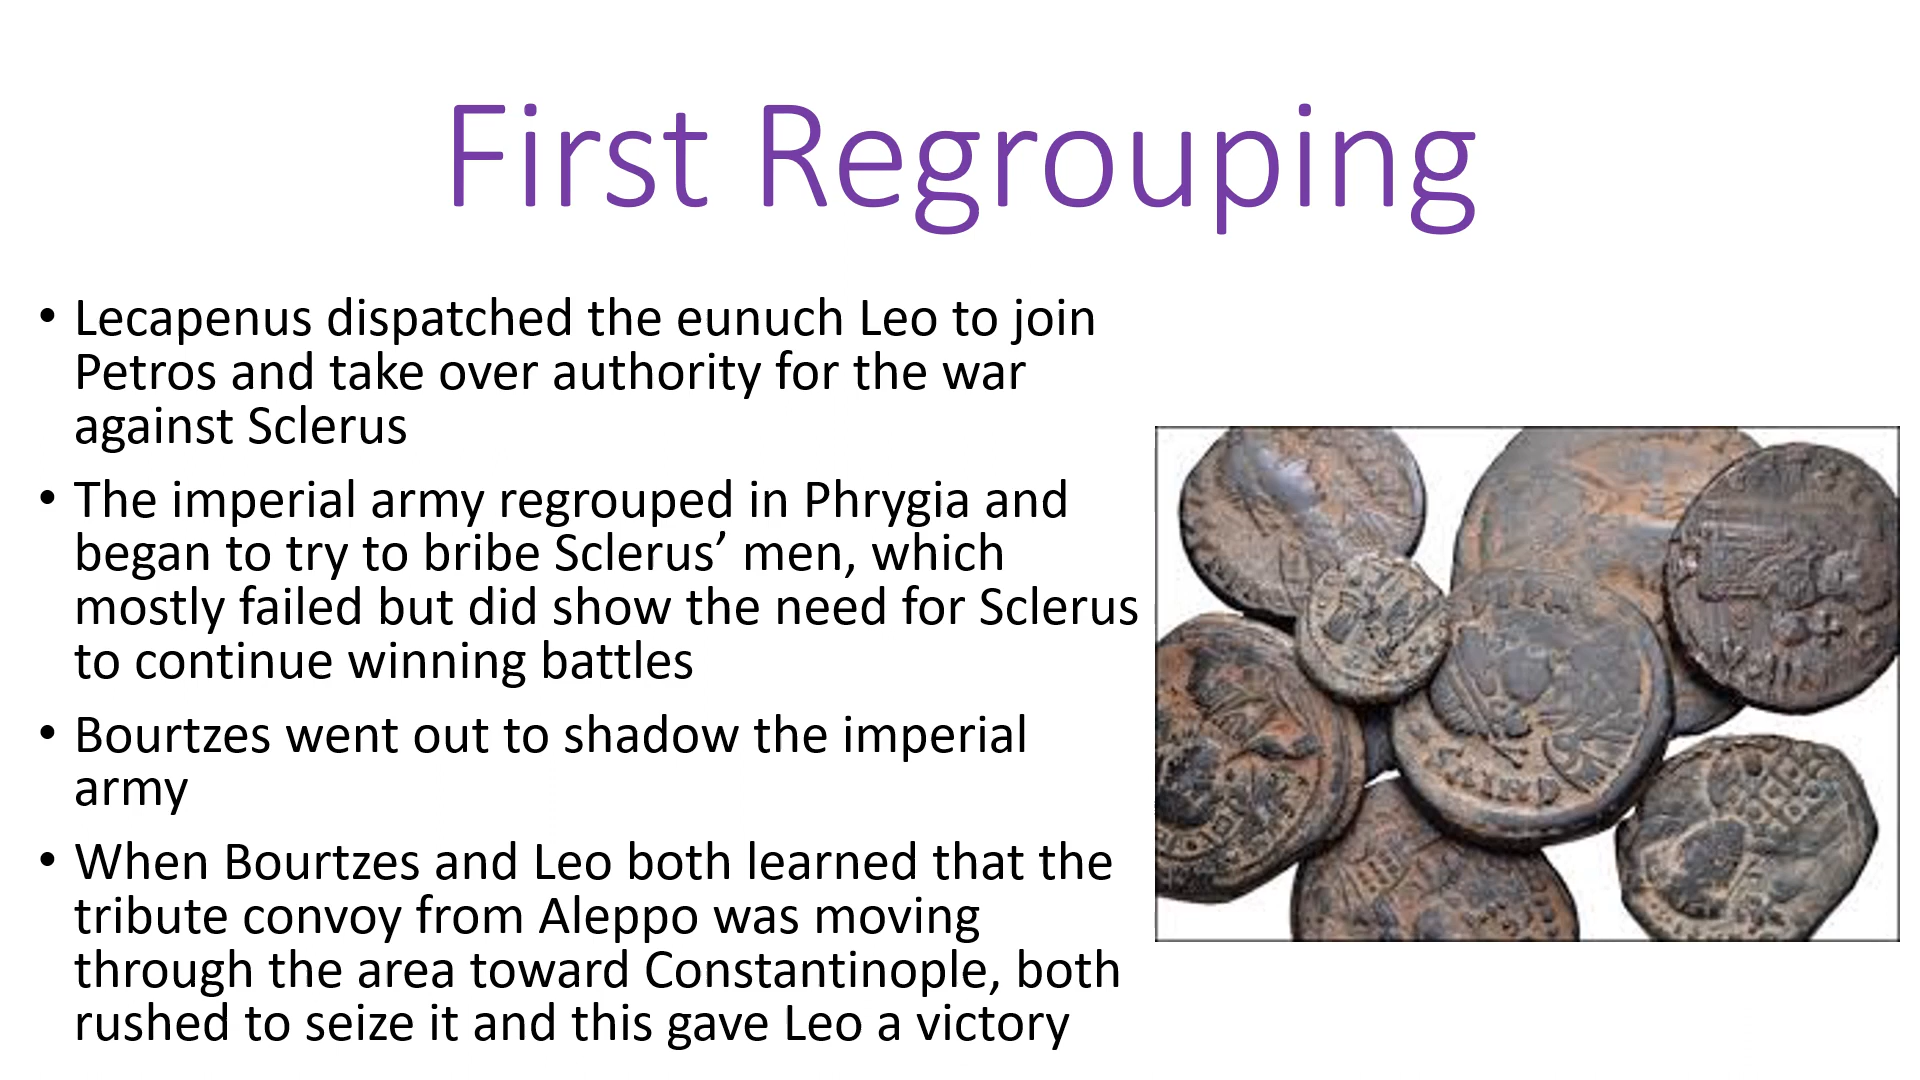 First Regrouping
• Lecapenus dispatched the eunuch Leo to join
Petros and take over authority for the war
against Sclerus
• The imperial army regrouped in Phrygia and
began to try to bribe Sclerus’ men, which
mostly failed but did show the need for Sclerus
to continue winning battles
• Bourtzes went out to shadow the imperial
army
• When Bourtzes and Leo both learned that the
tribute convoy from Aleppo was moving
through the area toward Constantinople, both
rushed to seize it and this gave Leo a victory